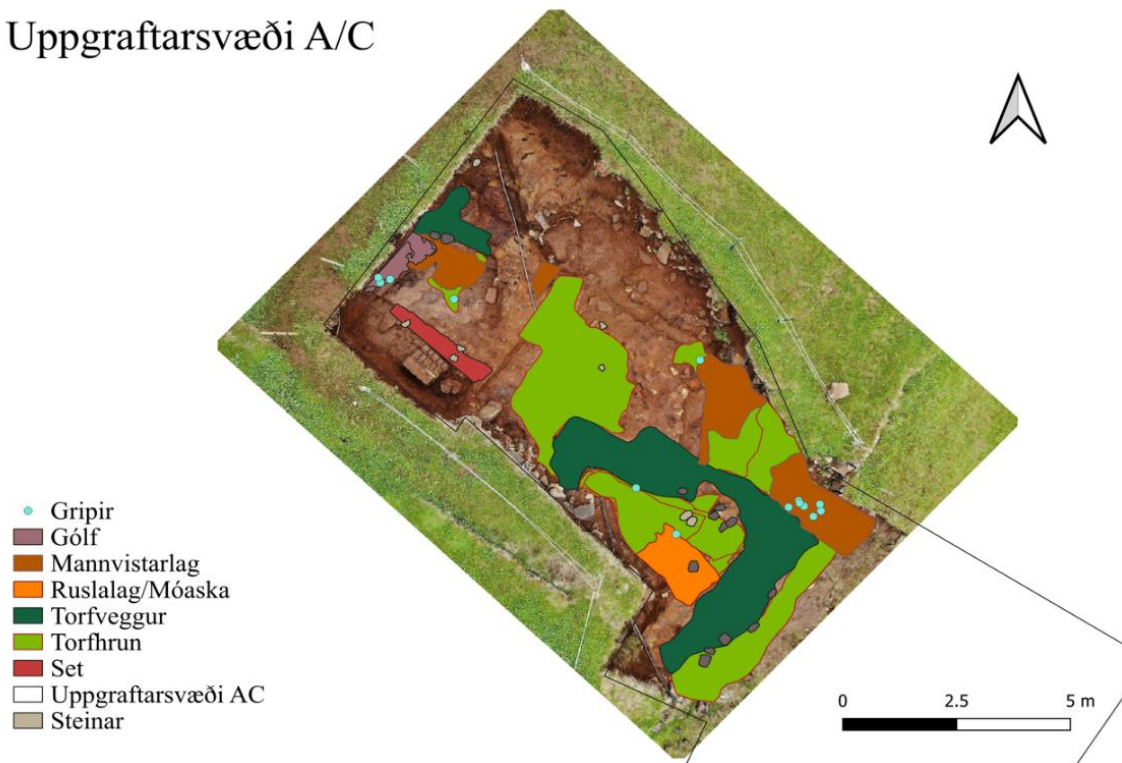 Uppgraftarsvæði A/C
Gripir
Gólf
Mannvistarlag
Ruslalag/Móaska
Torfveggur
Torfhrun
Set
Uppgraftarsvæði AC
Steinar
0 2.5 5 m